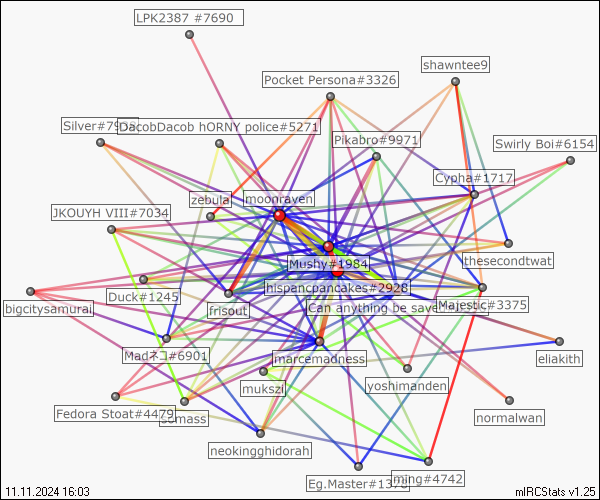 LPK2387 #7690
shawntee9
Pocket Persona#3326
Silver#79
DacobDacob hORNY police#5271
Pikabro#9971
Swirly Boi#6154
Cypha#1717
zebula
moonraven
JKOUYH VIII#7034
thesecondtwat
Mushy#1984
hispancpancakes#2928
Duck#1245
frisout
Can anything be save
Majestic#3375
bigcitysamurai
Madネコ#6901
marcemadness
eliakith
mukszi
yoshimanden
Fedora Stoat#4479
somass
normalwan
neokingghidorah
Eg.Master#1370
ming#4742
11.11.2024 16:03
mIRCStats v1.25